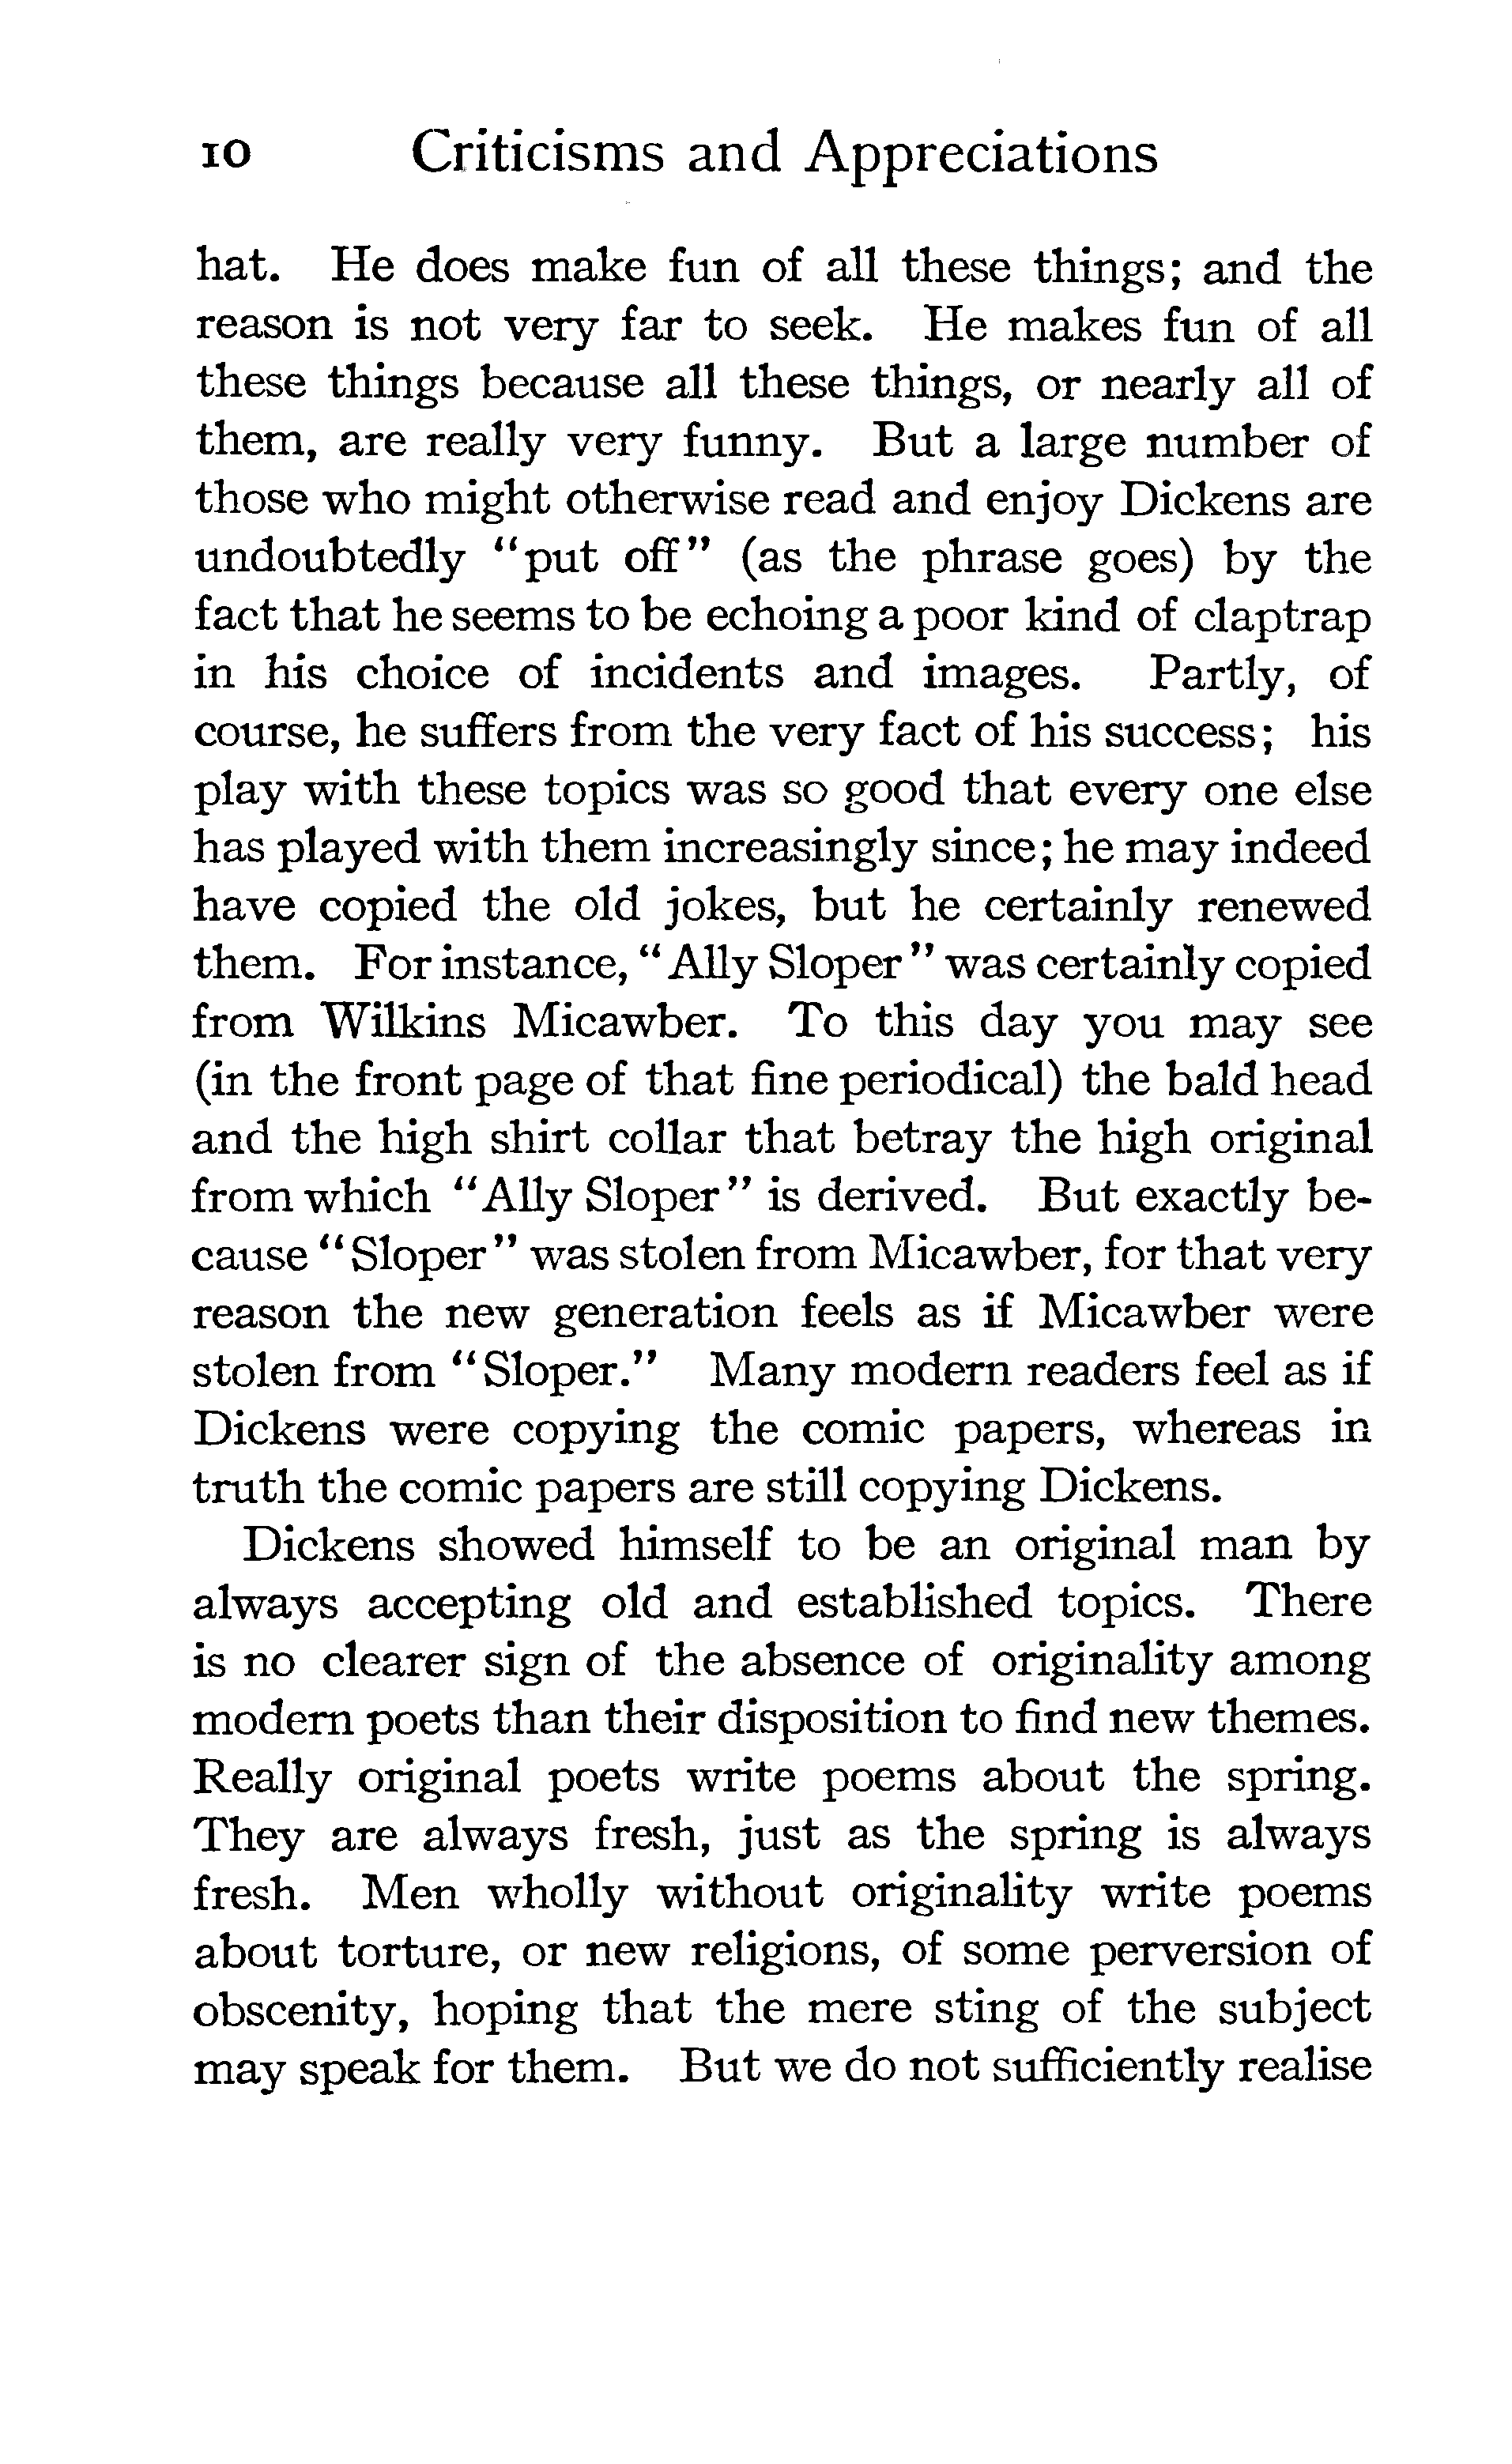 10 Criticisms and Appreciations
hat. He does make fun of all these things; and the
reason is not very far to seek. He makes fun of all
these things because all these things, or nearly all of
them, are really very funny. But a large number of
those who might otherwise read and enjoy Dickens are
undoubtedly "put off" (as the phrase goes) by the
fact that he seems to be echoing a poor kind of claptrap
in his choice of incidents and images. Partly, of
course, he suffers from the very fact of his success; his
play with these topics was so good that every one else
has played with them increasingly since; he may indeed
have copied the old jokes, but he certainly renewed
them. For instance, "Ally Sloper" was certainly copied
from Wilkins Micawber. To this day you may see
(in the front page of that fine periodical) the bald head
and the high shirt collar that betray the high original
from which "Ally Sloper" is derived. But exactly be-
cause "Sloper" was stolen from Micawber, for that very
reason the new generation feels as if Micawber were
stolen from "Sloper." Many modern readers feel as if
Dickens were copying the comic papers, whereas in
truth the comic papers are still copying Dickens.
Dickens showed himself to be an original man by
always accepting old and established topics. There
is no clearer sign of the absence of originality among
modern poets than their disposition to find new themes.
Really original poets write poems about the spring.
They are always fresh, just as the spring is always
fresh. Men wholly without originality write poems
about torture, or new religions, of some perversion of
obscenity, hoping that the mere sting of the subject
may speak for them. But we do not sufficiently realise